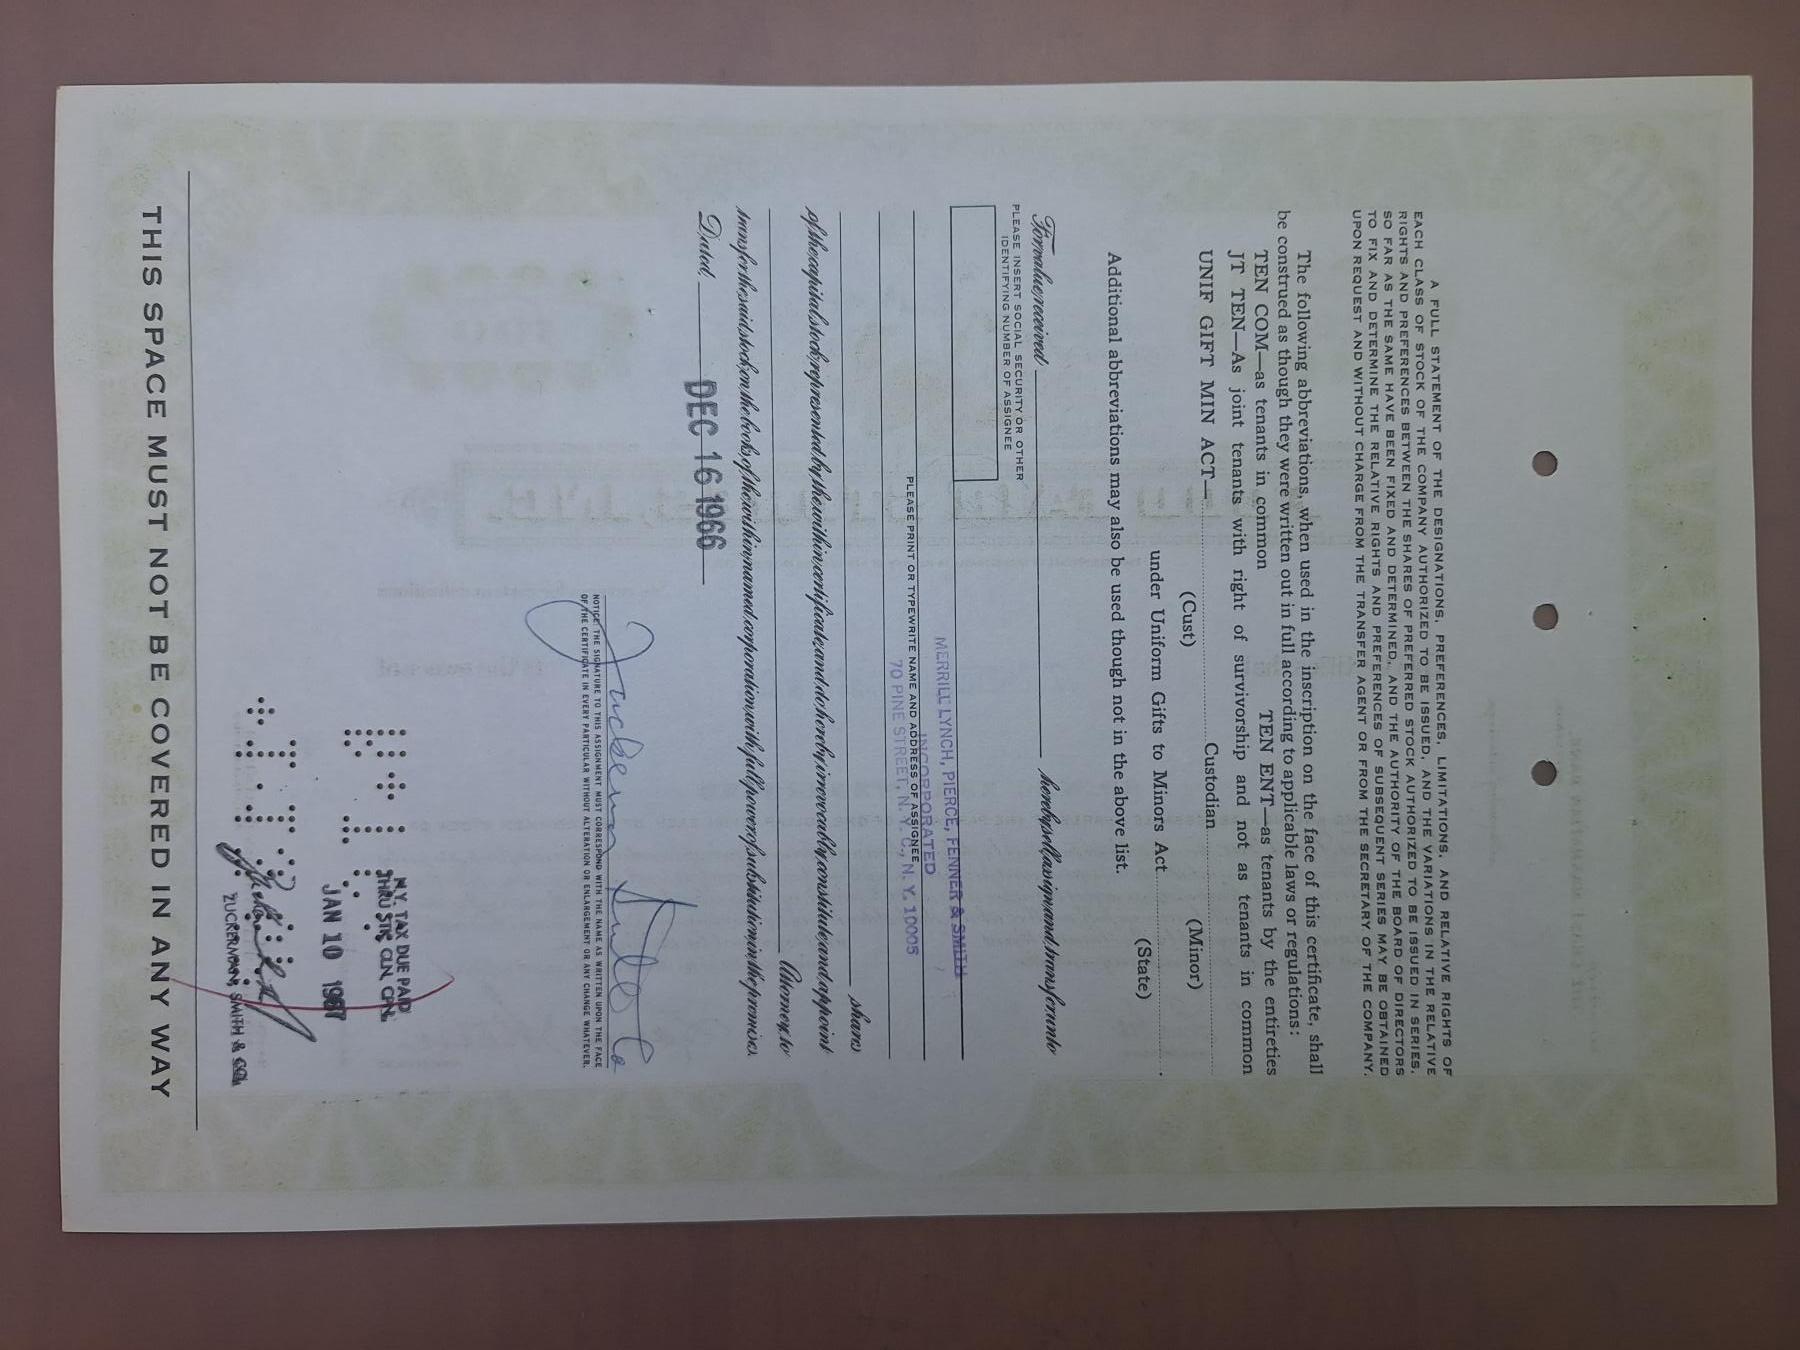 A FULL STATEMENT OF THE DESIGNATIONS, PREFERENCES, LIMITATIONS, AND RELATIVE RIGHTS OF
EACH CLASS OF STOCK OF THE COMPANY AUTHORIZED TO BE ISSUED, AND THE VARIATIONS IN THE RELATIVE
RIGHTS AND PREFERENCES BETWEEN THE SHARES OF PREFERRED STOCK AUTHORIZED TO BE ISSUED IN SERIES,
SO FAR AS THE SAME HAVE BEEN FIXED AND DETERMINED, AND THE AUTHORITY OF THE BOARD OF DIRECTORS
TO FIX AND DETERMINE THE RELATIVE RIGHTS AND PREFERENCES OF SUBSEQUENT SERIES MAY BE OBTAINED
UPON REQUEST AND WITHOUT CHARGE FROM THE TRANSFER AGENT OR FROM THE SECRETARY OF THE COMPANY.
The following abbreviations, when used in the inscription on the face of this certificate, shall
be construed as though they were written out in full according to applicable laws or regulations:
TEN COM—as tenants in common TEN ENT—as tenants by the entireties
JT TEN—As joint tenants with right of survivorship and not as tenants in common
UNIF GIFT MIN ACT— Custodian
(Cust) (Minor)
under Uniform Gifts to Minors Act
(State)
Additional abbreviations may also be used though not in the above list.
For value received hereby sell, assign and transfer unto
PLEASE INSERT SOCIAL SECURITY OR OTHER
IDENTIFYING NUMBER OF ASSIGNEE
MERRILL LYNCH, PIERCE, FENNER & SMITH
INCORPORATED
70 PINE STREET, N. Y. C., N. Y. 10005
PLEASE PRINT OR TYPEWRITE NAME AND ADDRESS OF ASSIGNEE
shares
of the capital stock represented by the within certificate and do hereby irrevocably constitute and appoint
Attorney, to
transfer the said stock on the books of the within named corporation, with full power of substitution in the premises.
Dated, DEC 16 1966
NOTICE: THE SIGNATURE TO THIS ASSIGNMENT MUST CORRESPOND WITH THE NAME AS WRITTEN UPON THE FACE
OF THE CERTIFICATE IN EVERY PARTICULAR WITHOUT ALTERATION OR ENLARGEMENT OR ANY CHANGE WHATEVER.
N.Y. TAX DUE PAID
THRU STK CLN. CPN.
JAN 10 1967
ZUCKERMAN, SMITH & CO.
THIS SPACE MUST NOT BE COVERED IN ANY WAY